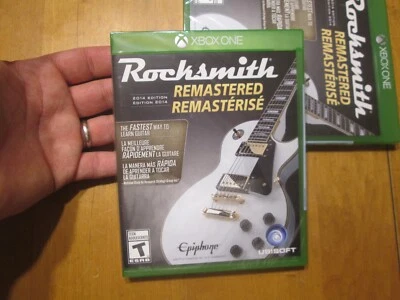 XBOX ONE
Rocksmith
2014 EDITION
ÉDITION 2014
REMASTERED
REMASTÉRISÉ
THE FASTEST WAY TO
LEARN GUITAR
LA MEILLEURE
FAÇON D'APPRENDRE
RAPIDEMENT LA GUITARE
LA MANERA MÁS RÁPIDA
DE APRENDER A TOCAR
LA GUITARRA
TEEN
T
ESRB
Epiphone
UBISOFT
XBOX ONE
Rocksmith
REMASTERED
REMASTÉRISÉ